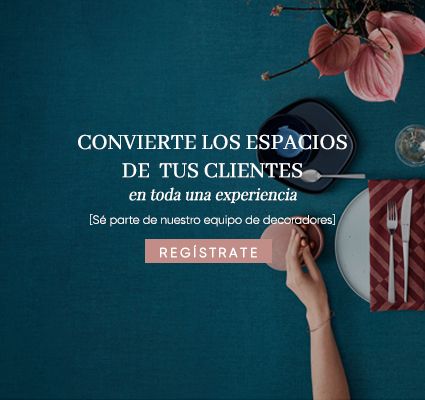 CONVIERTE LOS ESPACIOS
DE TUS CLIENTES
en toda una experiencia
[Sé parte de nuestro equipo de decoradores]
REGÍSTRATE